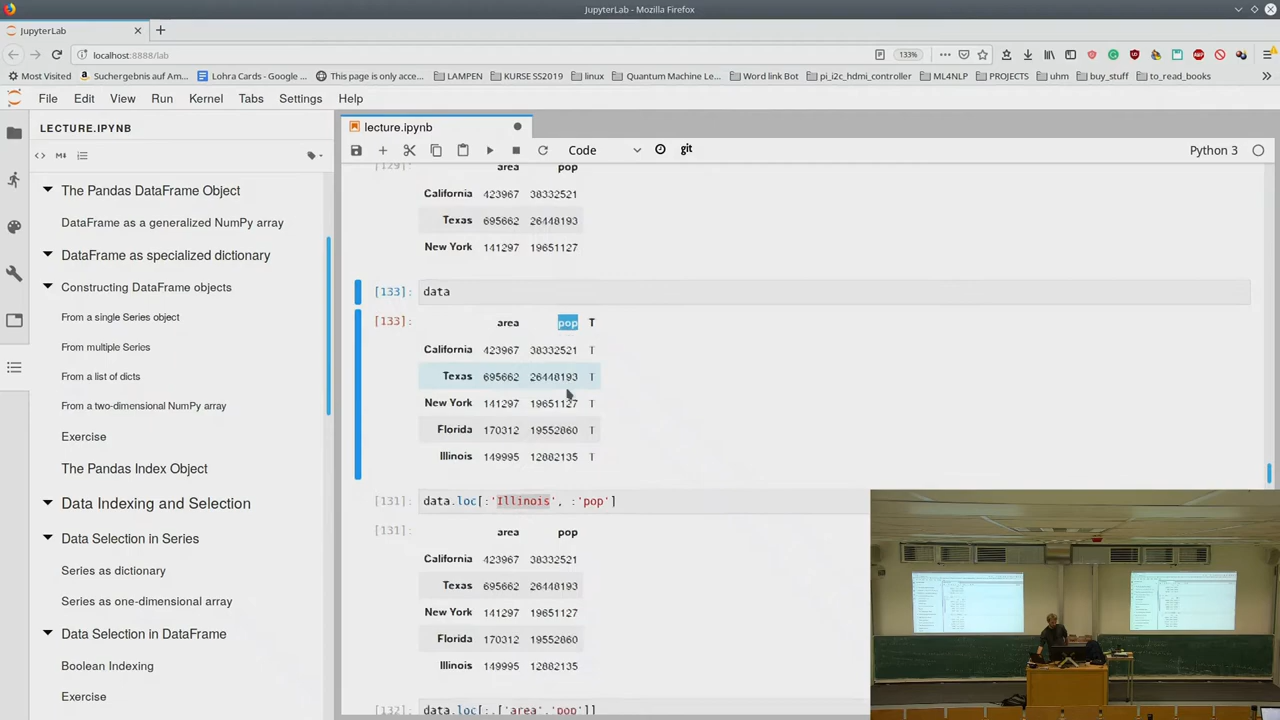 JupyterLab - Mozilla Firefox
JupyterLab
localhost:8888/lab
133%
Most Visited
Suchergebnis auf Am...
Lohra Cards - Google ...
This page is only acce...
LAMPEN
KURSE SS2019
linux
Quantum Machine Le...
Word link Bot
pi_i2c_hdmi_controller
ML4NLP
PROJECTS
uhm
buy_stuff
to_read_books
File Edit View Run Kernel Tabs Settings Help
LECTURE.IPYNB
The Pandas DataFrame Object
DataFrame as a generalized NumPy array
DataFrame as specialized dictionary
Constructing DataFrame objects
From a single Series object
From multiple Series
From a list of dicts
From a two-dimensional NumPy array
Exercise
The Pandas Index Object
Data Indexing and Selection
Data Selection in Series
Series as dictionary
Series as one-dimensional array
Data Selection in DataFrame
Boolean Indexing
Exercise
lecture.ipynb
Code
git
Python 3
[129]: area pop
California 423967 38332521
Texas 695662 26448193
New York 141297 19651127
[133]: data
[133]: area pop T
California 423967 38332521 T
Texas 695662 26448193 T
New York 141297 19651127 T
Florida 170312 19552860 T
Illinois 149995 12882135 T
[131]: data.loc[:'Illinois', :'pop']
[131]: area pop
California 423967 38332521
Texas 695662 26448193
New York 141297 19651127
Florida 170312 19552860
Illinois 149995 12882135
[132]: data.loc[:,['area','pop']]